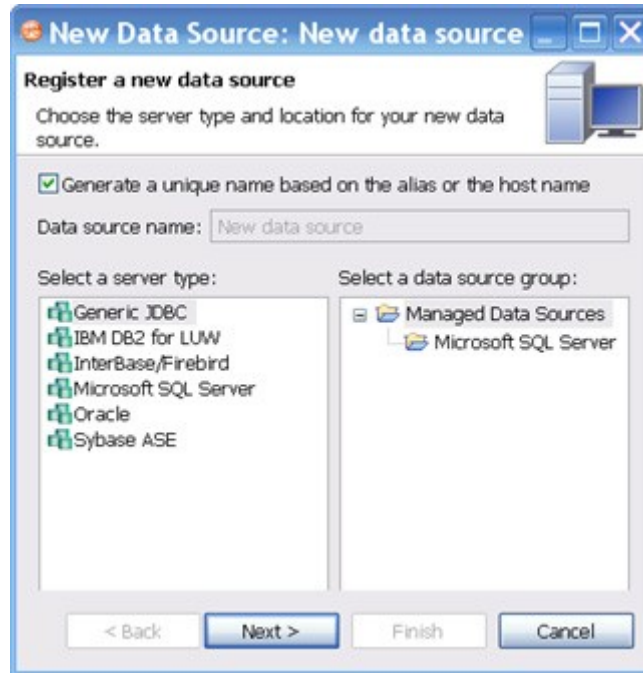 New Data Source: New data source
Register a new data source
Choose the server type and location for your new data
source.
Generate a unique name based on the alias or the host name
Data source name: New data source
Select a server type:
Generic JDBC
IBM DB2 for LUW
InterBase/Firebird
Microsoft SQL Server
Oracle
Sybase ASE
Select a data source group:
Managed Data Sources
Microsoft SQL Server
< Back
Next >
Finish
Cancel